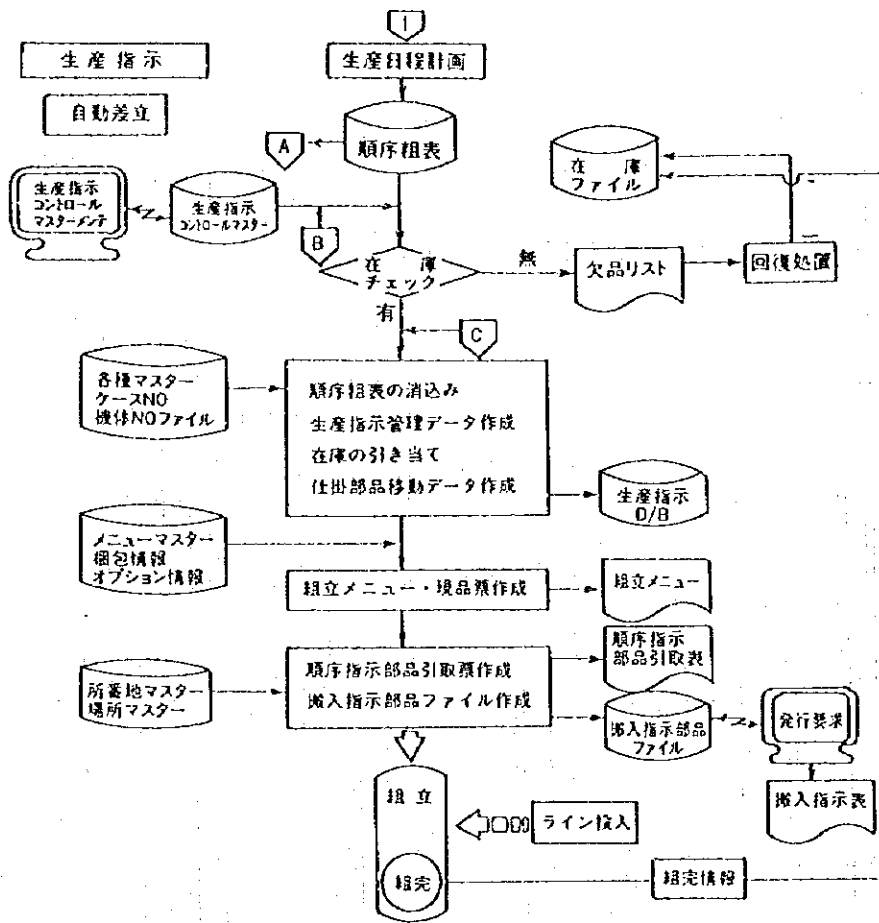 1
生産指示
生産日程計画
自動差立
順序組表
A
在庫
ファイル
生産指示
コントロール
マスターメンテ
生産指示
コントロールマスター
B
在庫
チェック
無
欠品リスト
回復処置
有
C
各種マスター
ケースNO
機体NOファイル
順序組表の消込み
生産指示管理データ作成
在庫の引き当て
仕掛部品移動データ作成
生産指示
D/B
メニューマスター
梱包情報
オプション情報
組立メニュー・現品票作成
組立メニュー
順序指示部品引取票作成
搬入指示部品ファイル作成
順序指示
部品引取表
所番地マスター
場所マスター
搬入指示部品
ファイル
発行要求
搬入指示表
組立
ライン投入
組完
組完情報